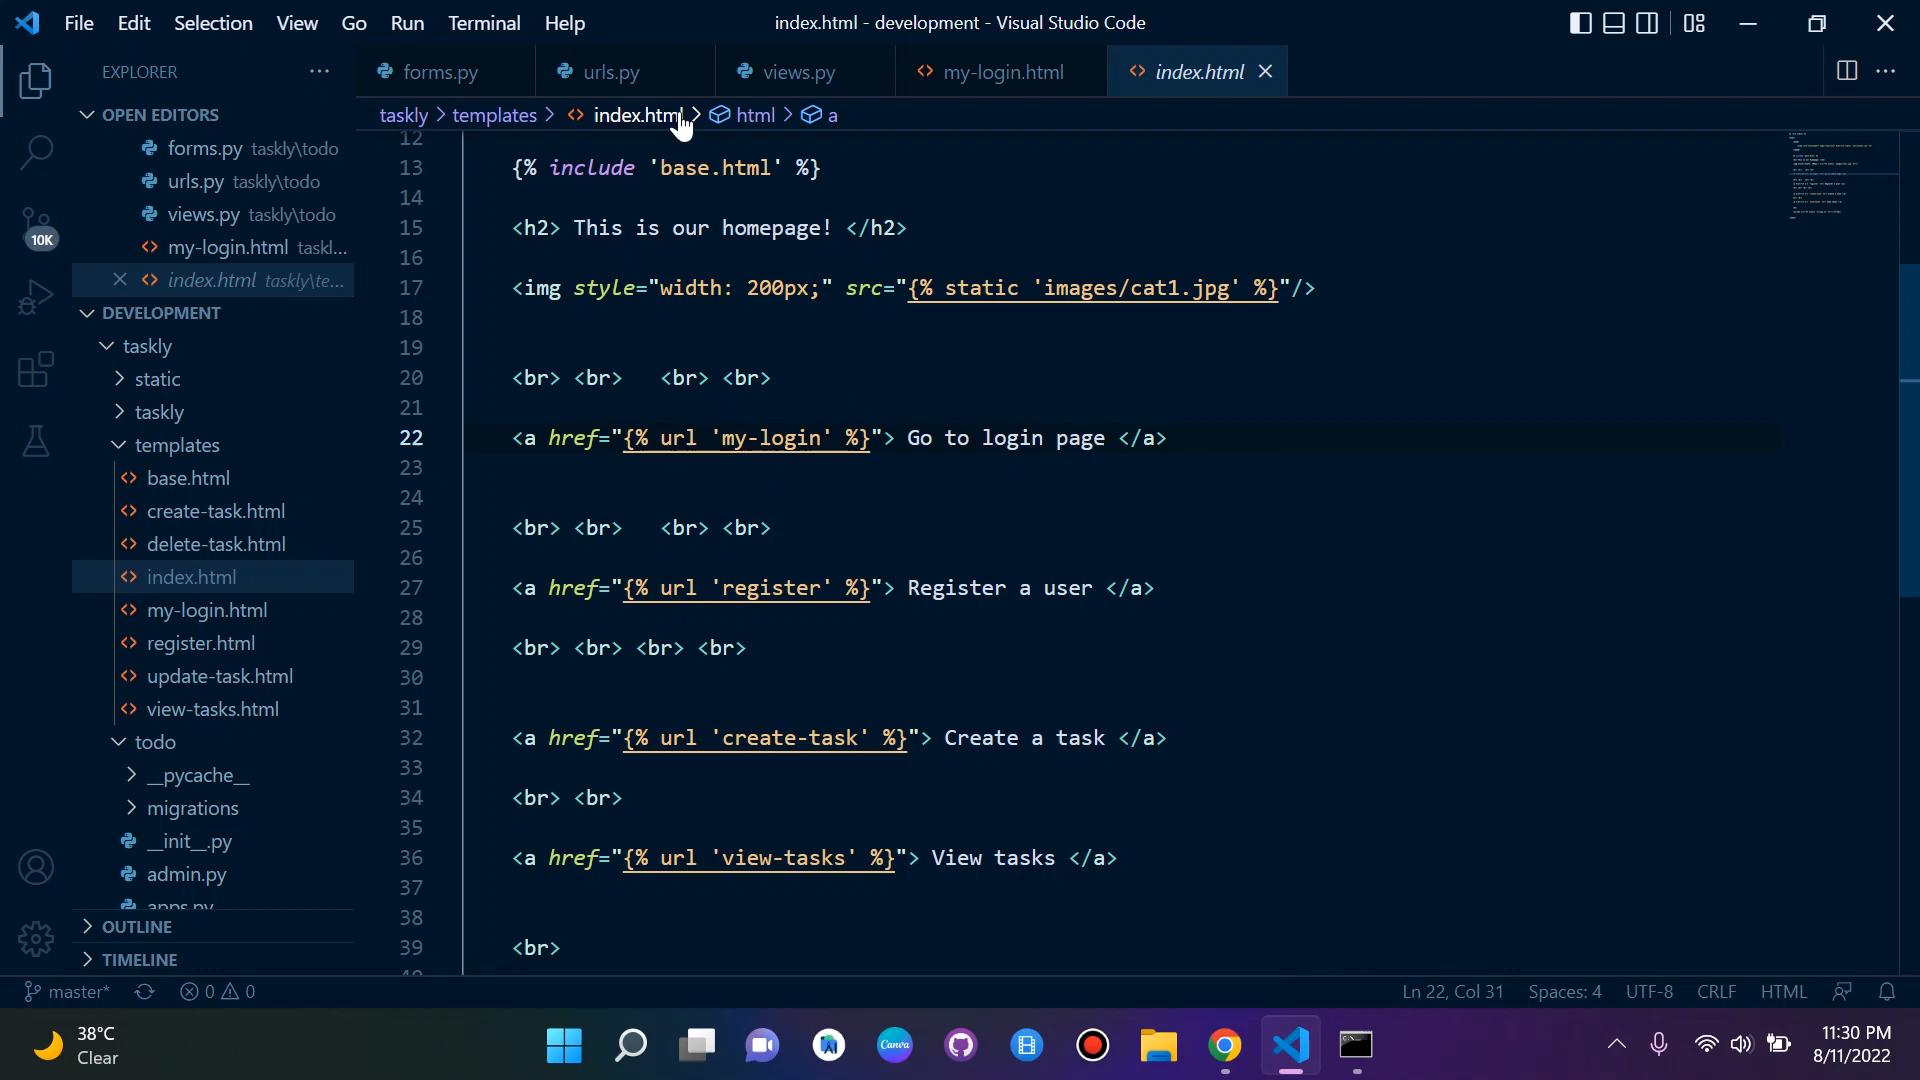 File Edit Selection View Go Run Terminal Help
index.html - development - Visual Studio Code
EXPLORER
forms.py
urls.py
views.py
my-login.html
index.html
taskly > templates > index.html > html > a
OPEN EDITORS
forms.py taskly\todo
urls.py taskly\todo
views.py taskly\todo
my-login.html taskl...
index.html taskly\te...
DEVELOPMENT
taskly
static
taskly
templates
base.html
create-task.html
delete-task.html
index.html
my-login.html
register.html
update-task.html
view-tasks.html
todo
__pycache__
migrations
__init__.py
admin.py
apps.py
OUTLINE
TIMELINE
10K
12
13 {% include 'base.html' %}
14
15 <h2> This is our homepage! </h2>
16
17 <img style="width: 200px;" src="{% static 'images/cat1.jpg' %}"/>
18
19
20 <br> <br> <br> <br>
21
22 <a href="{% url 'my-login' %}"> Go to login page </a>
23
24
25 <br> <br> <br> <br>
26
27 <a href="{% url 'register' %}"> Register a user </a>
28
29 <br> <br> <br> <br>
30
31
32 <a href="{% url 'create-task' %}"> Create a task </a>
33
34 <br> <br>
35
36 <a href="{% url 'view-tasks' %}"> View tasks </a>
37
38
39 <br>
40
master* 0 0
Ln 22, Col 31 Spaces: 4 UTF-8 CRLF HTML
38°C
Clear
Canva
11:30 PM
8/11/2022